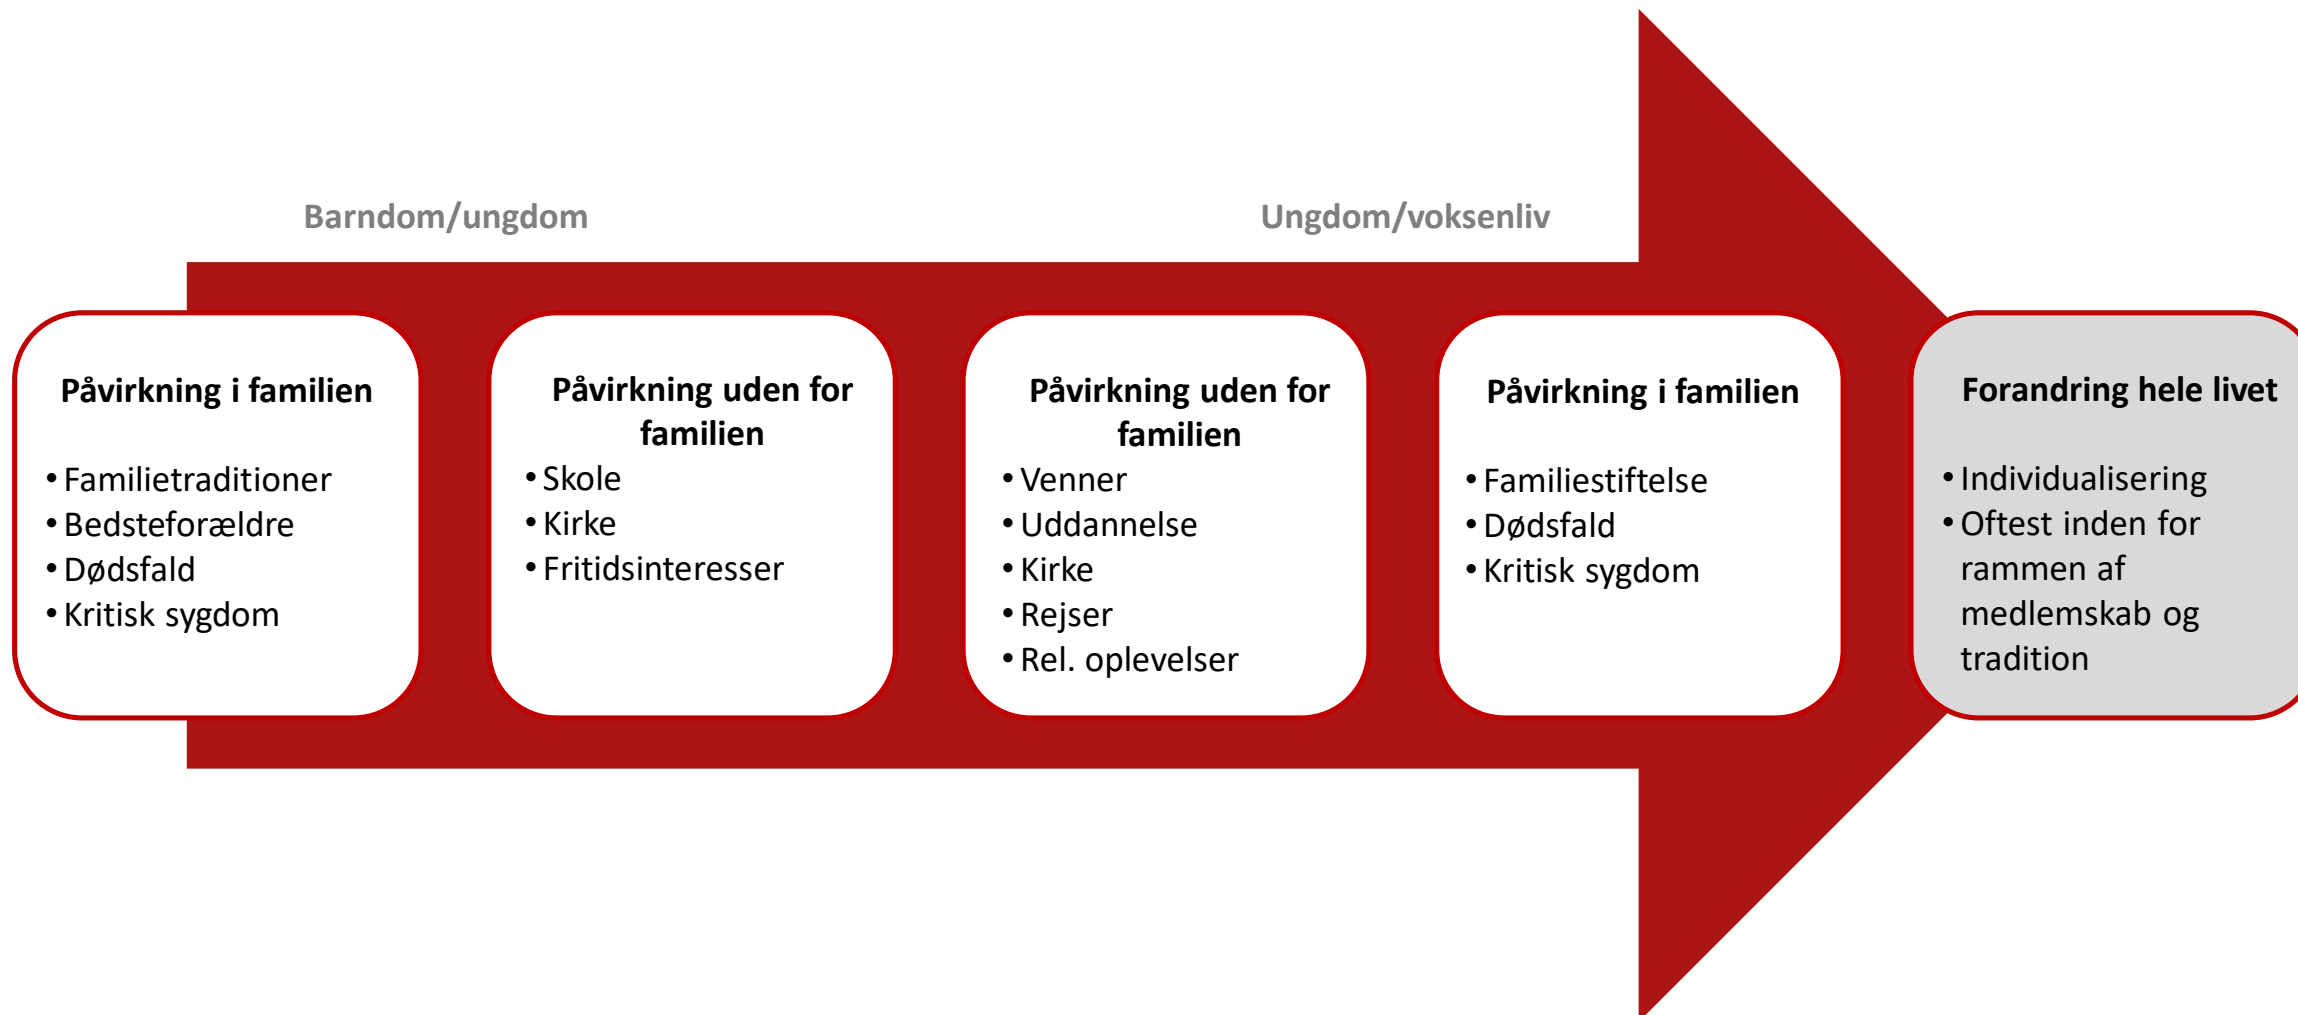 Barndom/ungdom
Ungdom/voksenliv
Påvirkning i familien
• Familietraditioner
• Bedsteforældre
• Dødsfald
• Kritisk sygdom
Påvirkning uden for
familien
• Skole
• Kirke
• Fritidsinteresser
Påvirkning uden for
familien
• Venner
• Uddannelse
• Kirke
• Rejser
• Rel. oplevelser
Påvirkning i familien
• Familiestiftelse
• Dødsfald
• Kritisk sygdom
Forandring hele livet
• Individualisering
• Oftest inden for
rammen af
medlemskab og
tradition